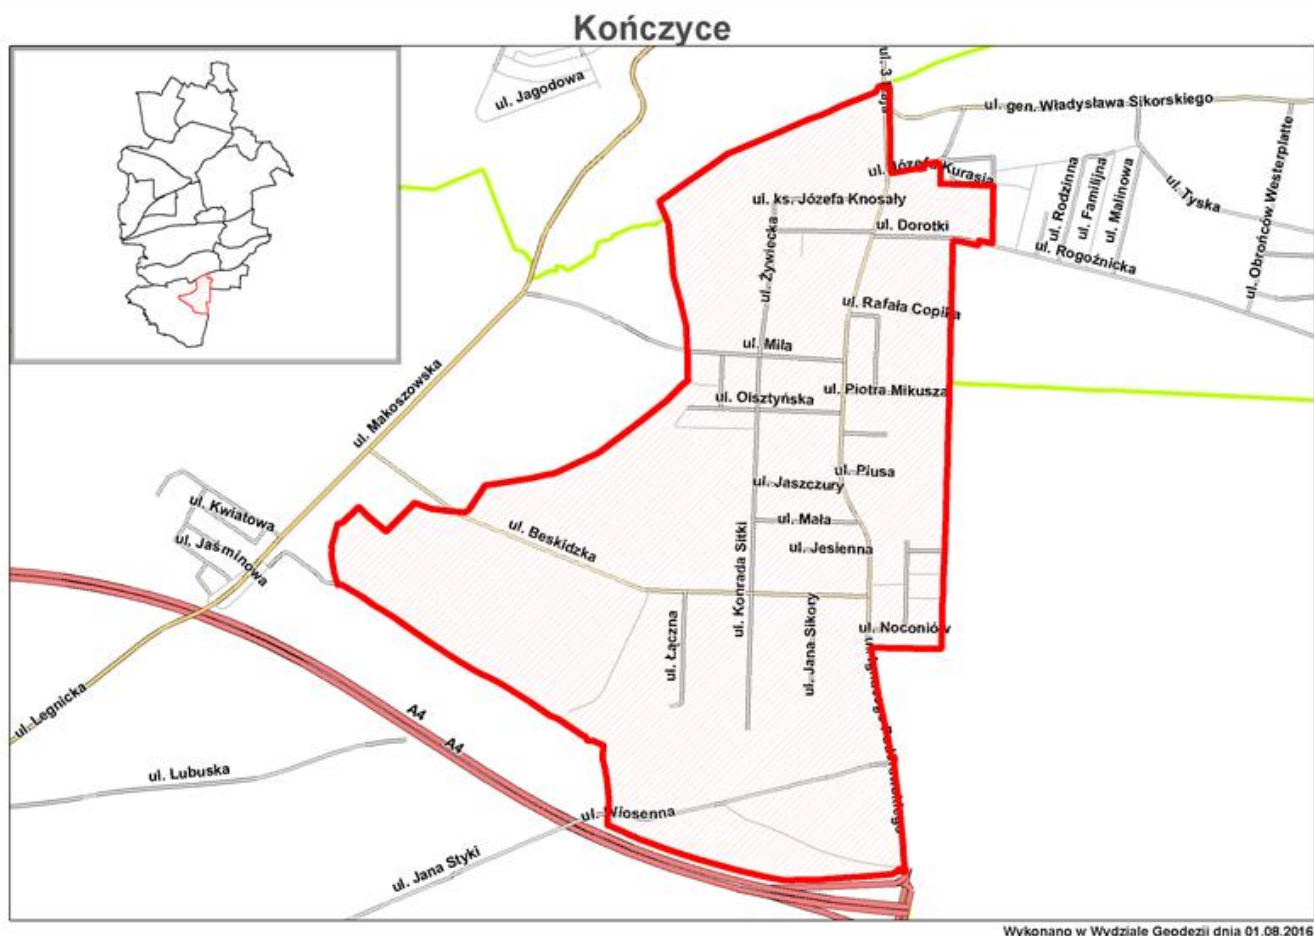 Kończyce
ul. 3 Maja
ul. Jagodowa
ul. gen. Władysława Sikorskiego
ul. Józefa Kurasia
ul. ks. Józefa Knosały
ul. Dorotki
ul. Rodzinna
ul. Familijna
ul. Malinowa
ul. Tyska
ul. Obrońców Westerplatte
ul. Rogoźnicka
ul. Żywiecka
ul. Rafała Copika
ul. Miła
ul. Makoszowska
ul. Olsztyńska
ul. Piotra Mikusza
ul. Piusa
ul. Jaszczury
ul. Kwiatowa
ul. Mała
ul. Beskidzka
ul. Jaśminowa
ul. Jesienna
ul. Konrada Sitki
ul. Łączna
ul. Jana Sikory
ul. Noconiów
ul. Legnicka
A4
A4
ul. Lubuska
ul. Wiosenna
ul. Jana Styki
Wykonano w Wydziale Geodezji dnia 01.08.2016